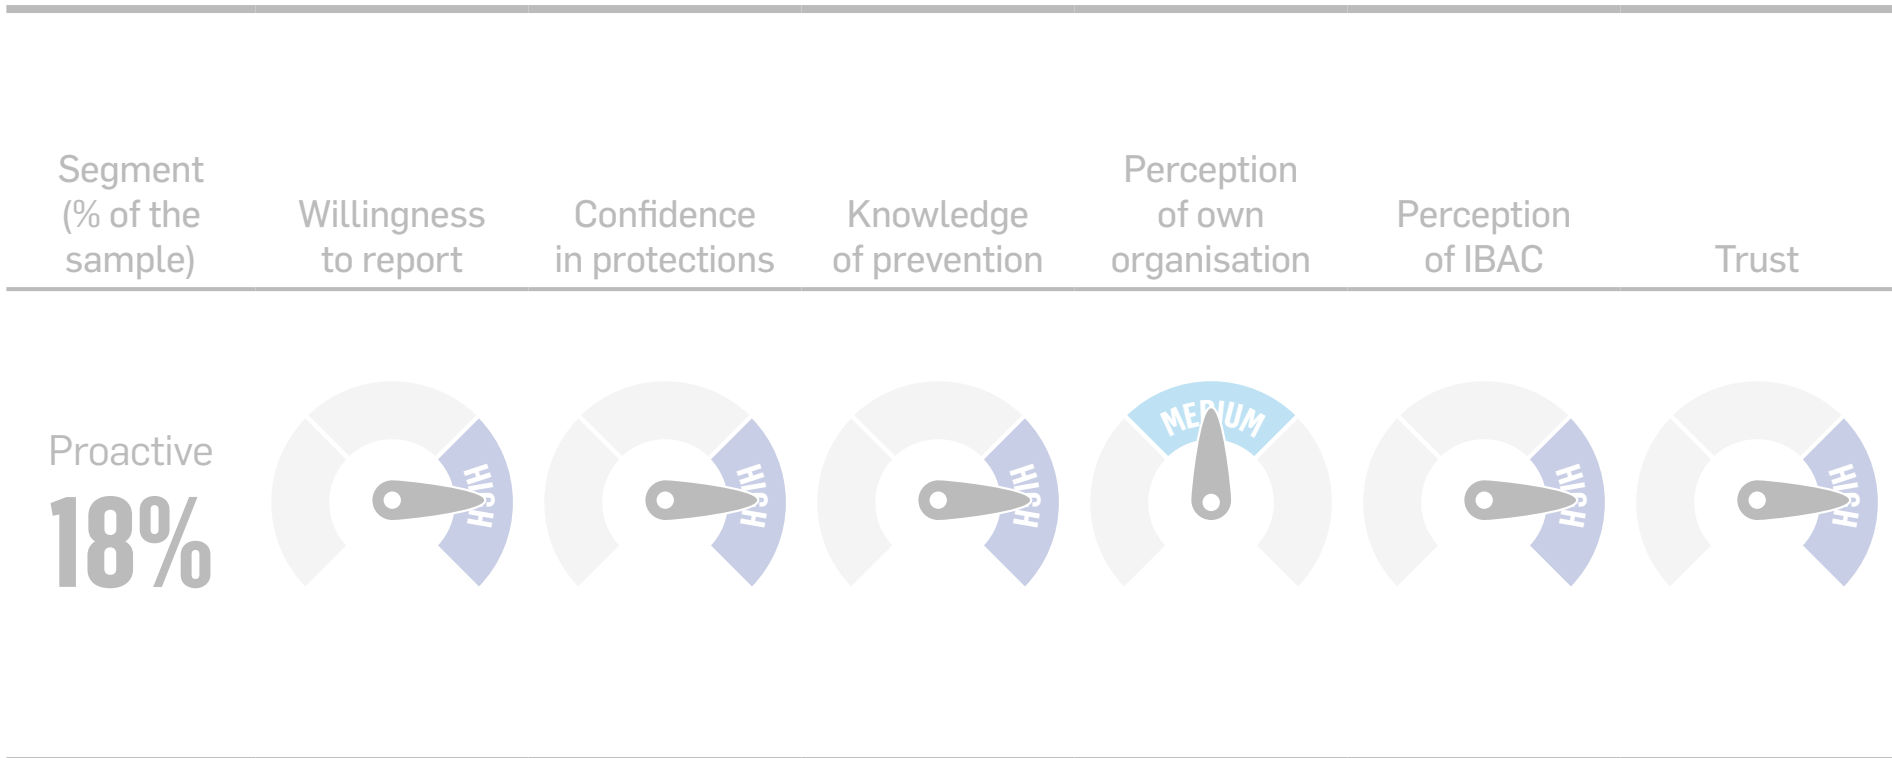 Segment
(% of the
sample)
Willingness
to report
Confidence
in protections
Knowledge
of prevention
Perception
of own
organisation
Perception
of IBAC
Trust
Proactive
18%
HIGH
HIGH
HIGH
MEDIUM
HIGH
HIGH